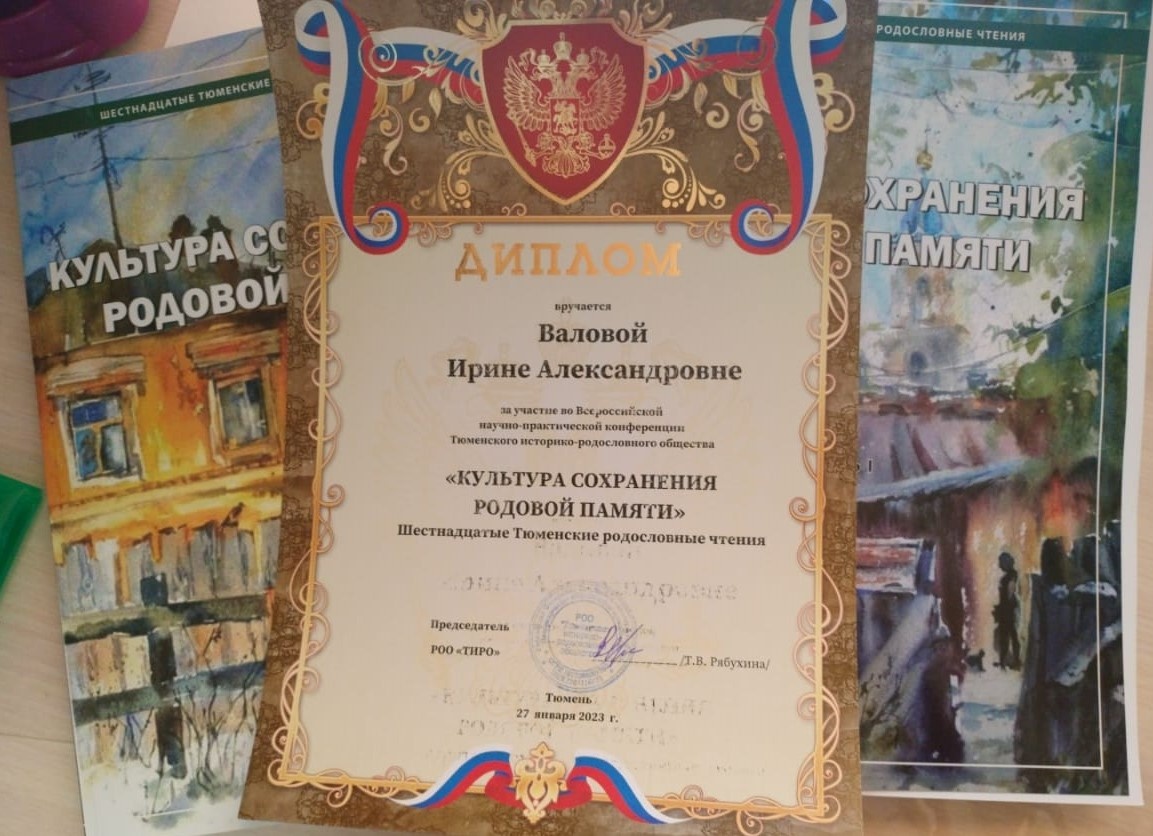 ШЕСТНАДЦАТЫЕ ТЮМЕНСКИЕ
КУЛЬТУРА СО
РОДОВОЙ
ДИПЛОМ
вручается
Валовой
Ирине Александровне
за участие во Всероссийской
научно-практической конференции
Тюменского историко-родословного общества
«КУЛЬТУРА СОХРАНЕНИЯ
РОДОВОЙ ПАМЯТИ»
Шестнадцатые Тюменские родословные чтения
Председатель
РОО «ТИРО»
РОО
/Т.В. Рябухина/
Тюмень
27 января 2023 г.
РОДОСЛОВНЫЕ ЧТЕНИЯ
ОХРАНЕНИЯ
ПАМЯТИ